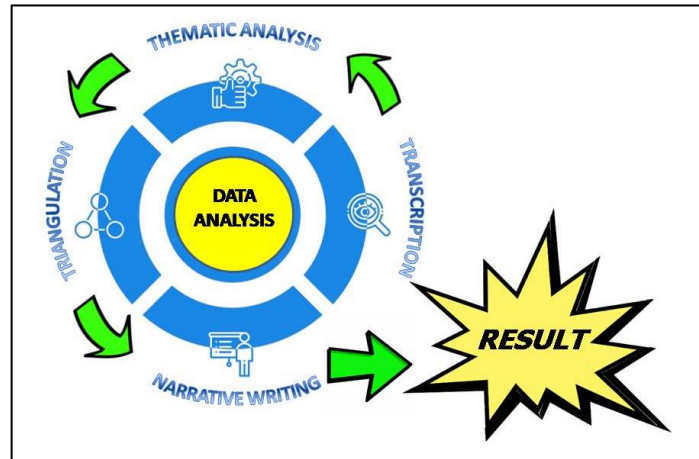 THEMATIC ANALYSIS
TRIANGULATION
DATA
ANALYSIS
TRANSCRIPTION
RESULT
NARRATIVE WRITING